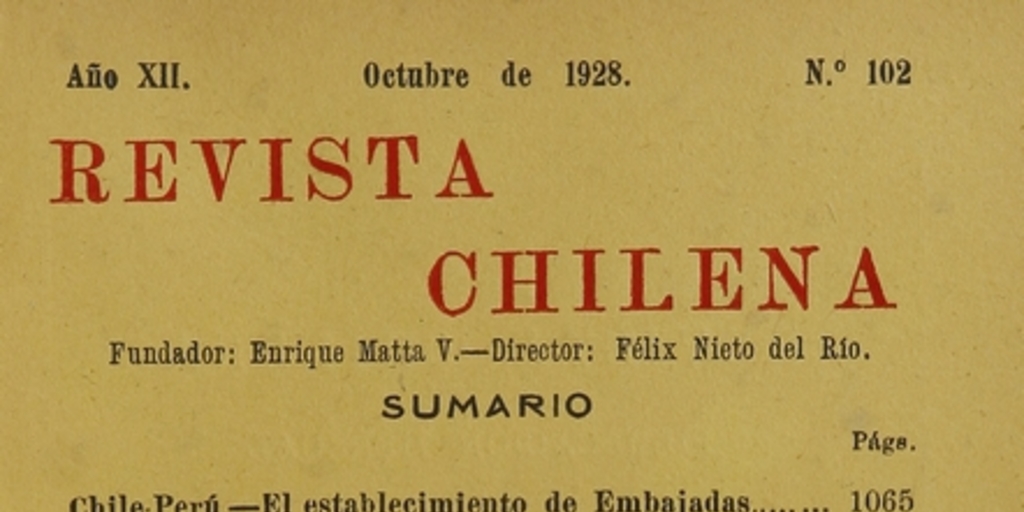 Año XII. Octubre de 1928. N.º 102
REVISTA
CHILENA
Fundador: Enrique Matta V.—Director: Félix Nieto del Río.
SUMARIO
Págs.
Chile-Perú.—El establecimiento de Embajadas....... 1065